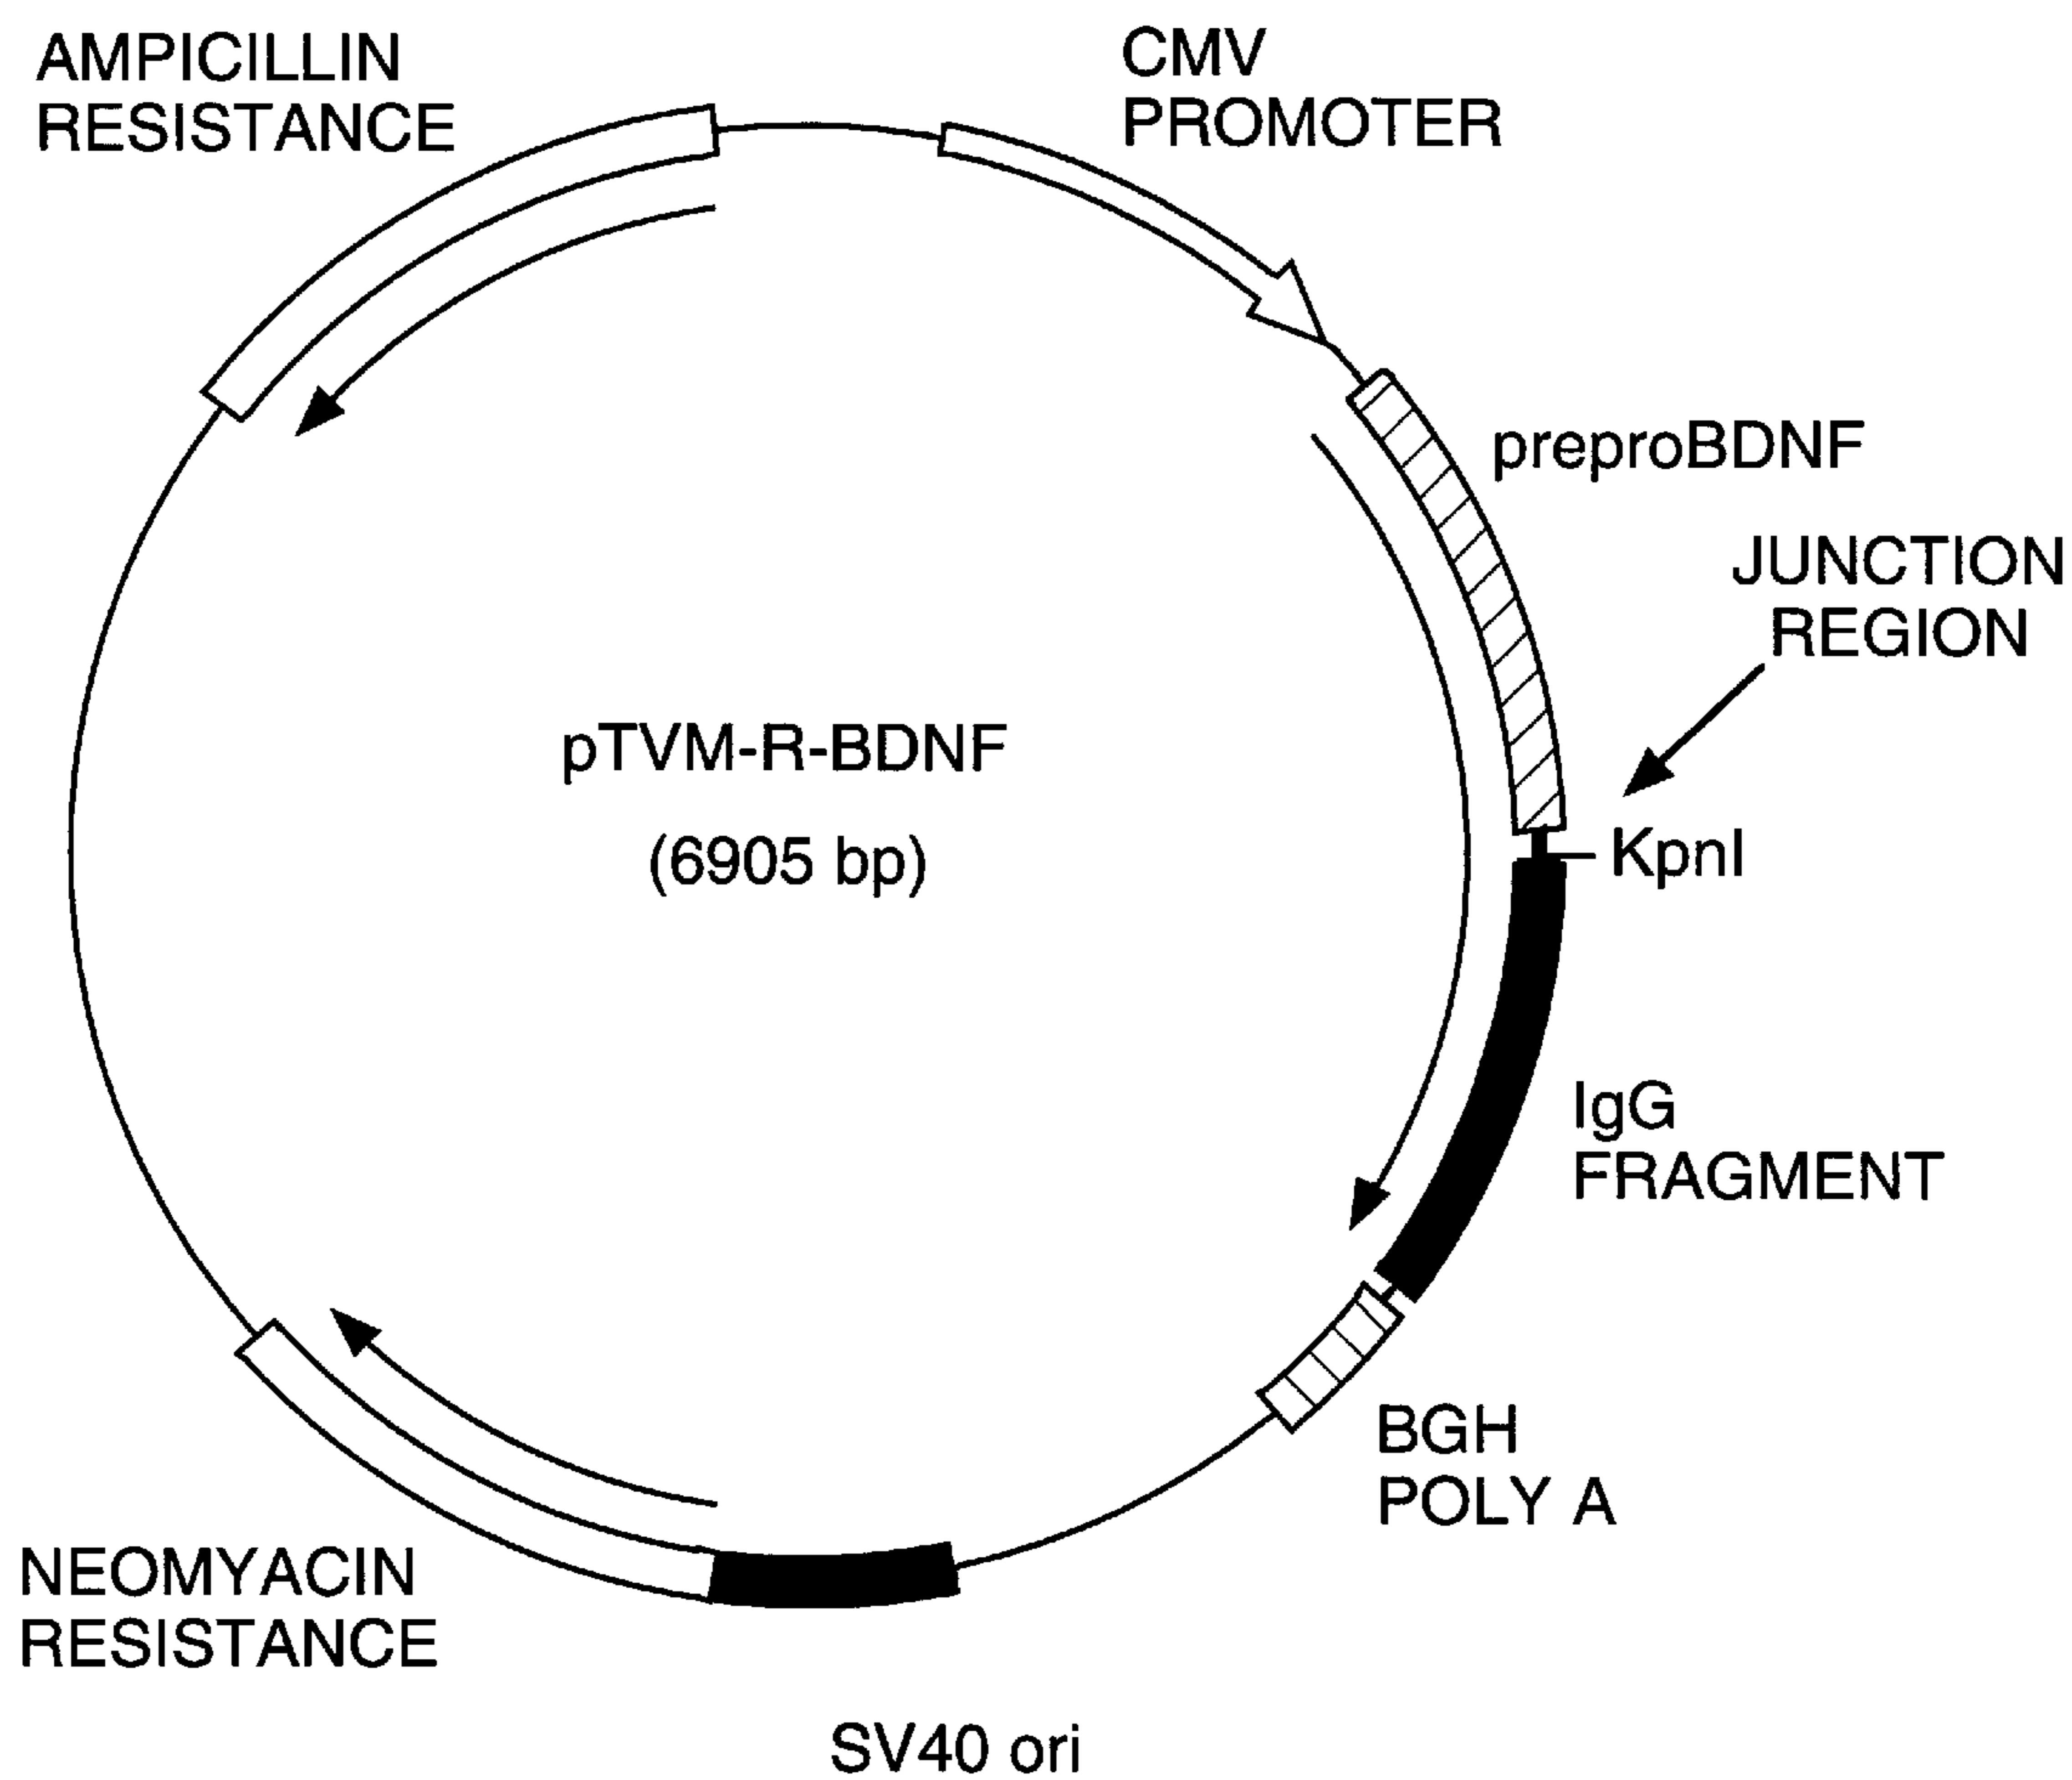 AMPICILLIN
RESISTANCE
CMV
PROMOTER
preproBDNF
JUNCTION
REGION
pTVM-R-BDNF
(6905 bp)
KpnI
IgG
FRAGMENT
BGH
POLY A
NEOMYACIN
RESISTANCE
SV40 ori